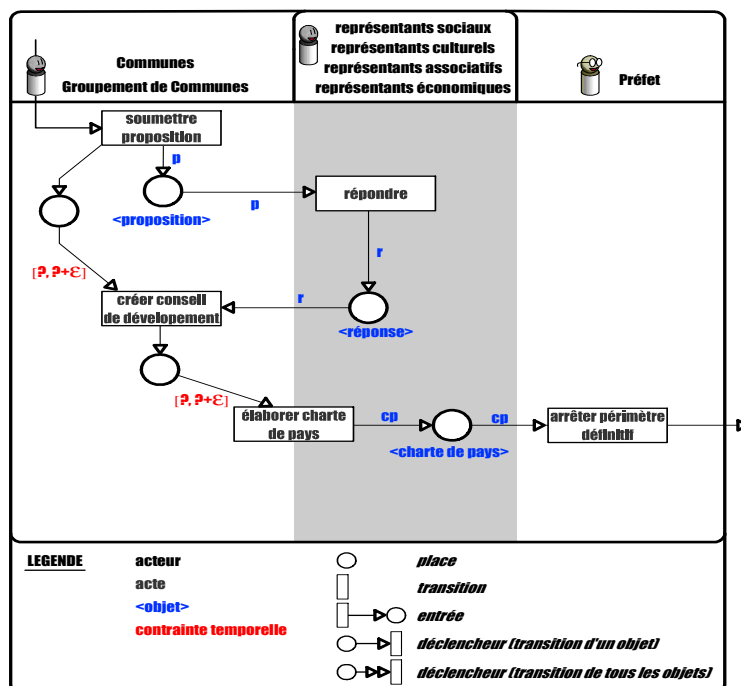 Communes
Groupement de Communes
représentants sociaux
représentants culturels
représentants associatifs
représentants économiques
Préfet
soumettre
proposition
p
<proposition>
p
répondre
r
[?, ?+ℇ]
créer conseil
de dévelopement
r
<réponse>
[?, ?+ℇ]
élaborer charte
de pays
cp
<charte de pays>
cp
arrêter périmètre
définitif
LEGENDE
acteur
acte
<objet>
contrainte temporelle
place
transition
entrée
déclencheur (transition d'un objet)
déclencheur (transition de tous les objets)